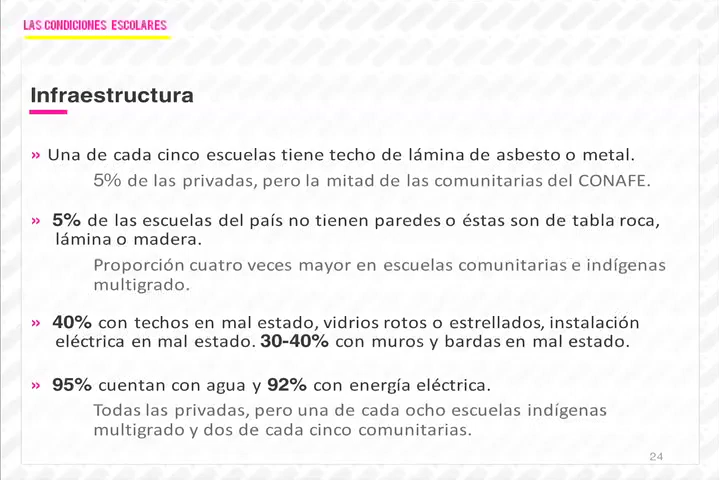 LAS CONDICIONES ESCOLARES
Infraestructura
» Una de cada cinco escuelas tiene techo de lámina de asbesto o metal.
5% de las privadas, pero la mitad de las comunitarias del CONAFE.
» 5% de las escuelas del país no tienen paredes o éstas son de tabla roca,
lámina o madera.
Proporción cuatro veces mayor en escuelas comunitarias e indígenas
multigrado.
» 40% con techos en mal estado, vidrios rotos o estrellados, instalación
eléctrica en mal estado. 30-40% con muros y bardas en mal estado.
» 95% cuentan con agua y 92% con energía eléctrica.
Todas las privadas, pero una de cada ocho escuelas indígenas
multigrado y dos de cada cinco comunitarias.
24